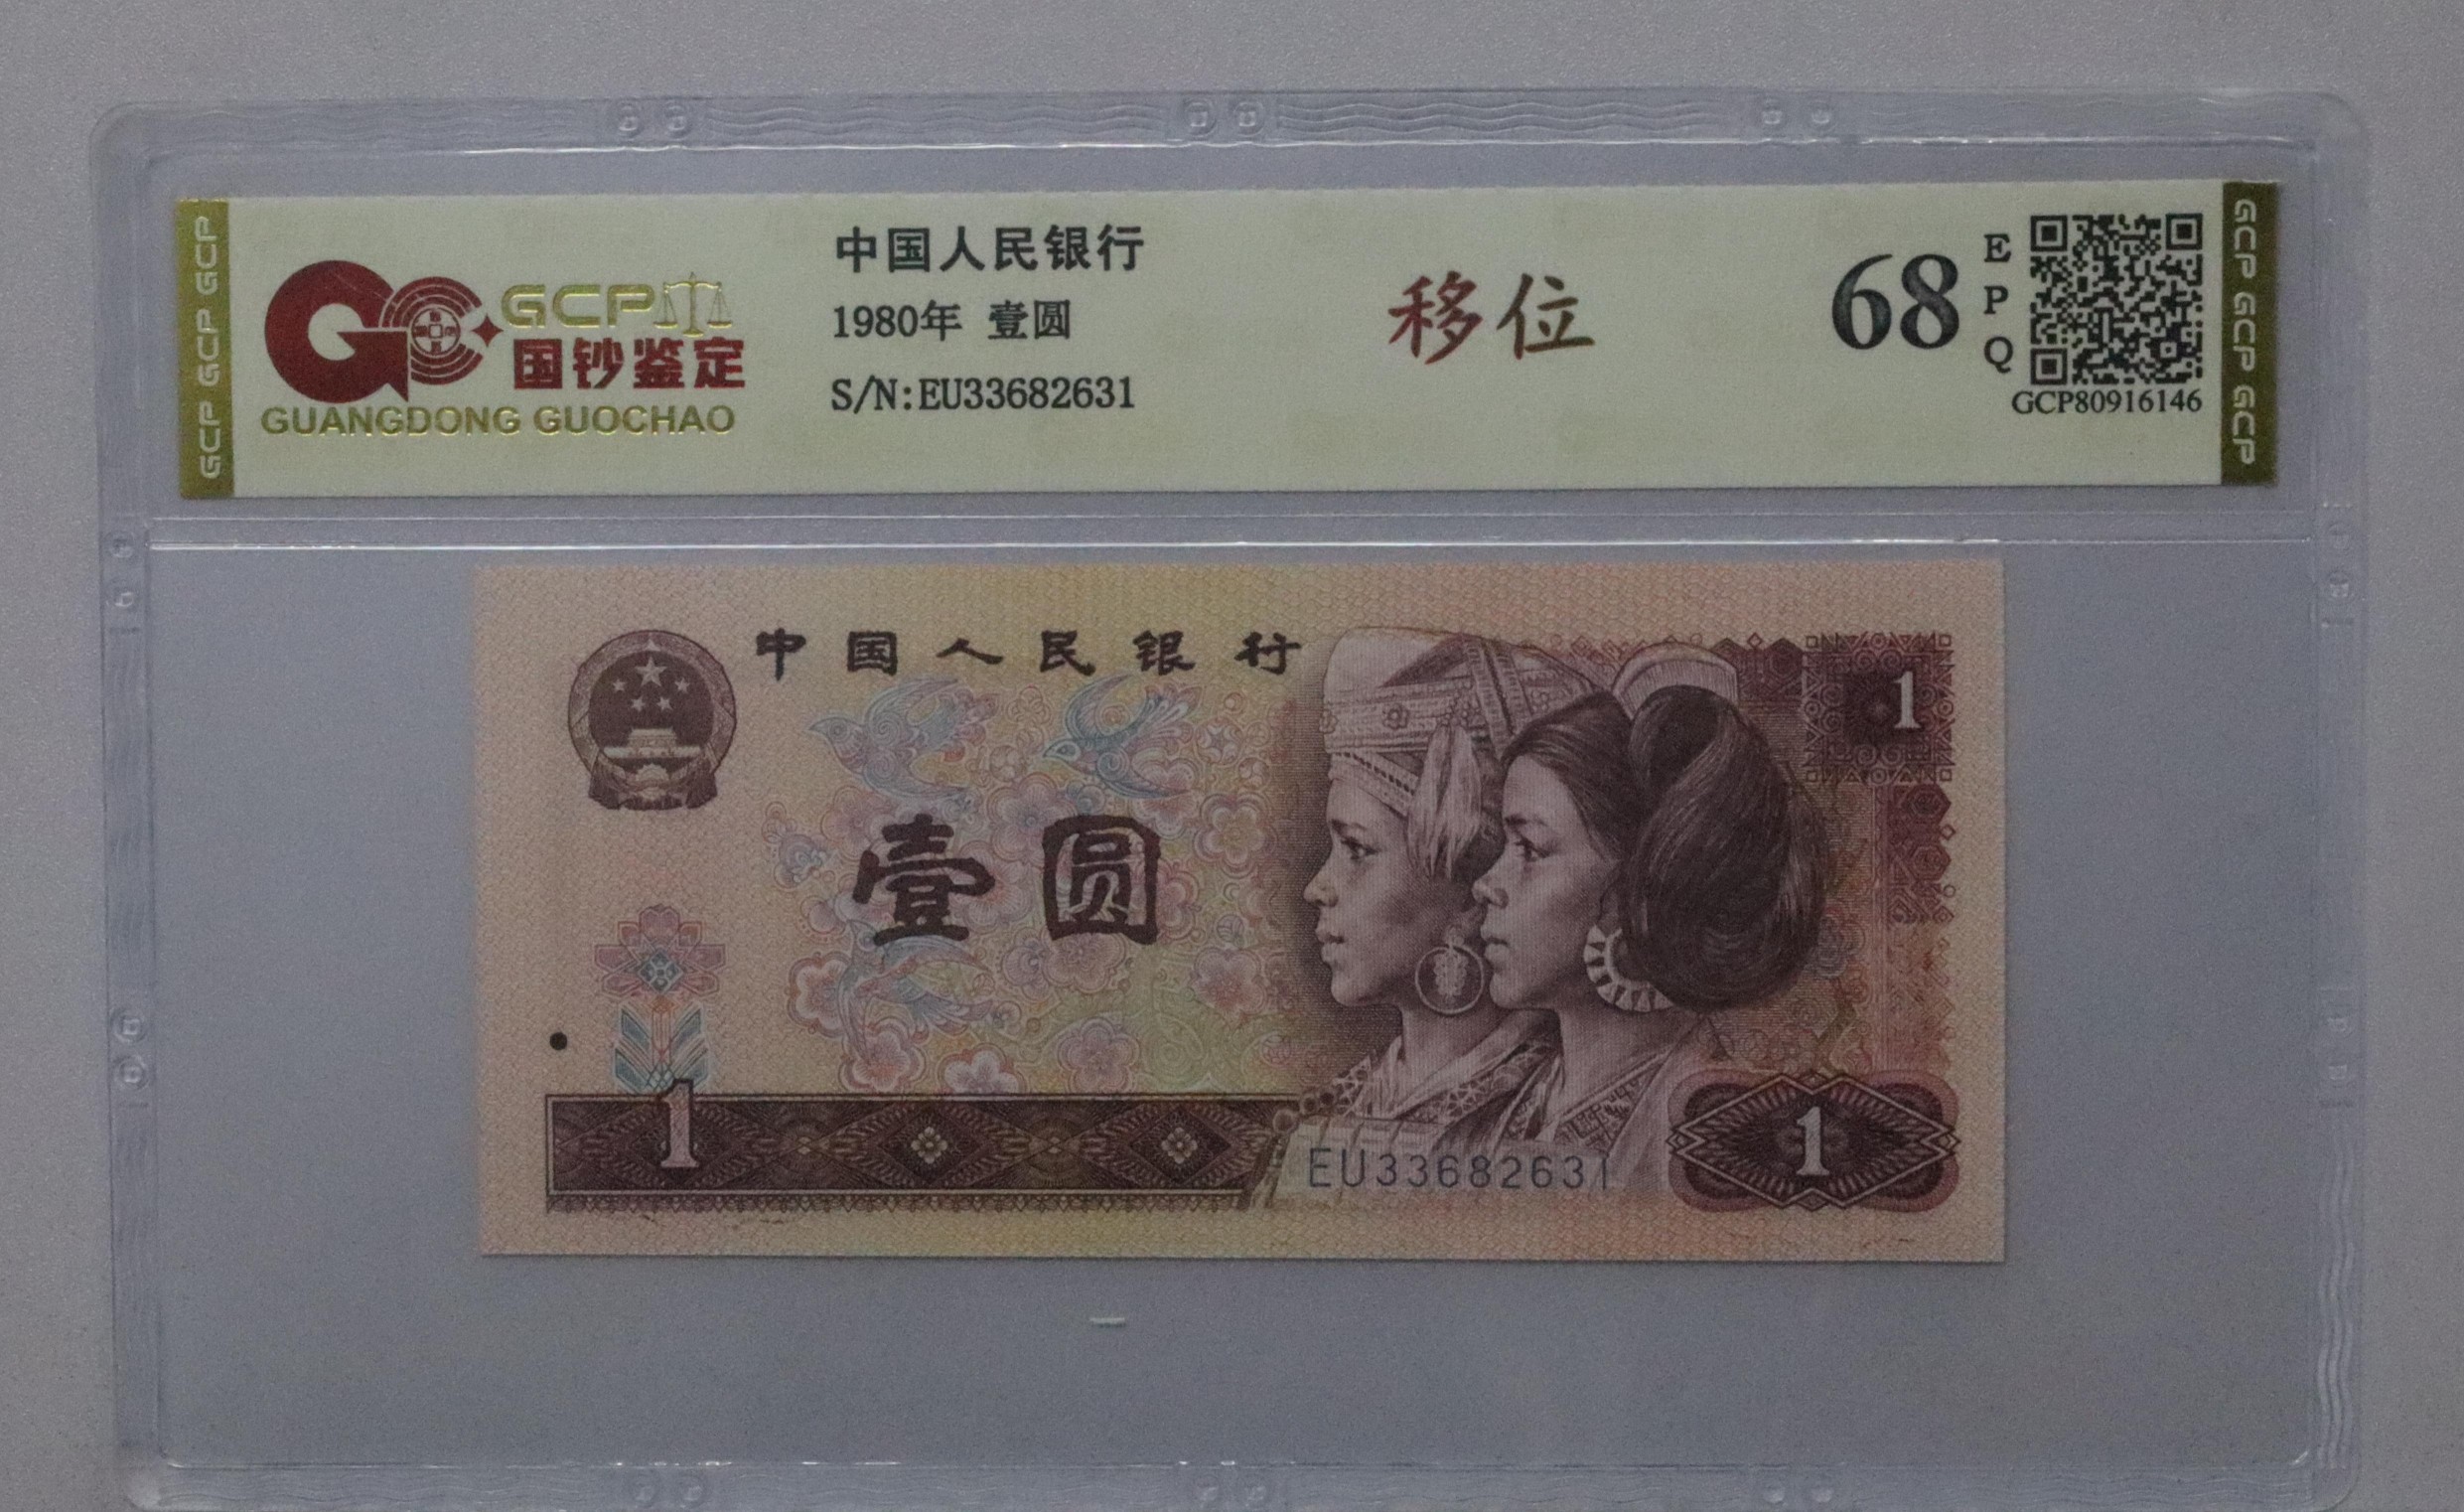 GCP GCP GCP
GCP
国钞鉴定
GUANGDONG GUOCHAO
中国人民银行
1980年 壹圆
S/N:EU33682631
移位
68
E
P
Q
GCP80916146
GCP GCP GCP
中国人民银行
1
壹圆
1
EU33682631
1